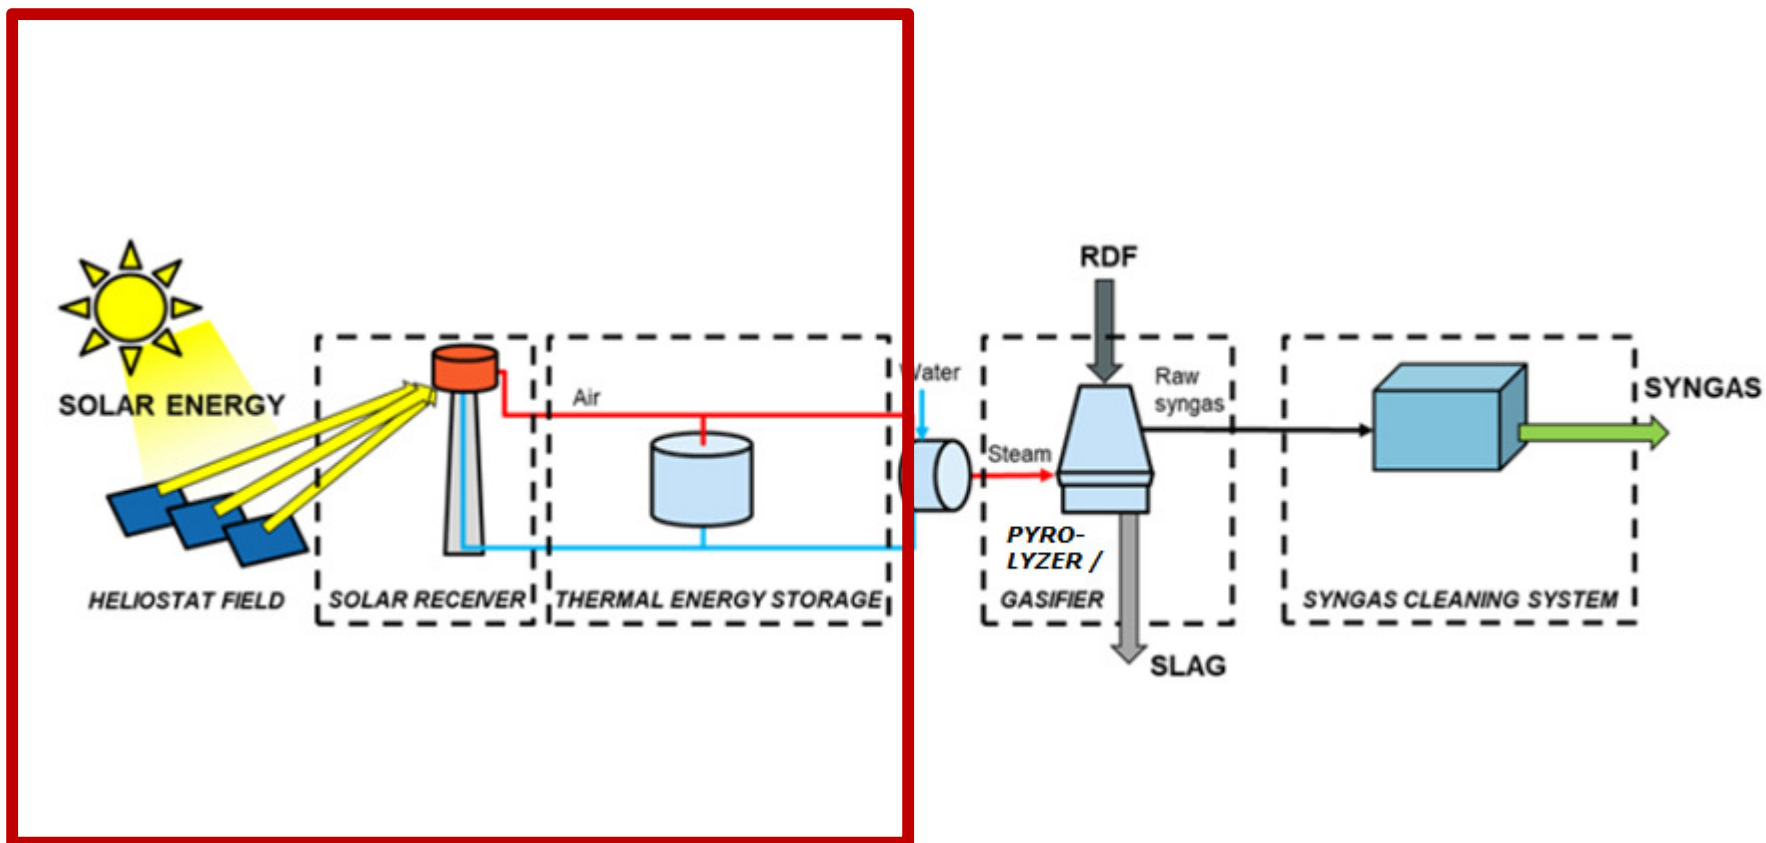 RDF
Water
Raw
syngas
SYNGAS
SOLAR ENERGY
Air
Steam
PYRO-
LYZER /
HELIOSTAT FIELD
SOLAR RECEIVER
THERMAL ENERGY STORAGE
GASIFIER
SYNGAS CLEANING SYSTEM
SLAG